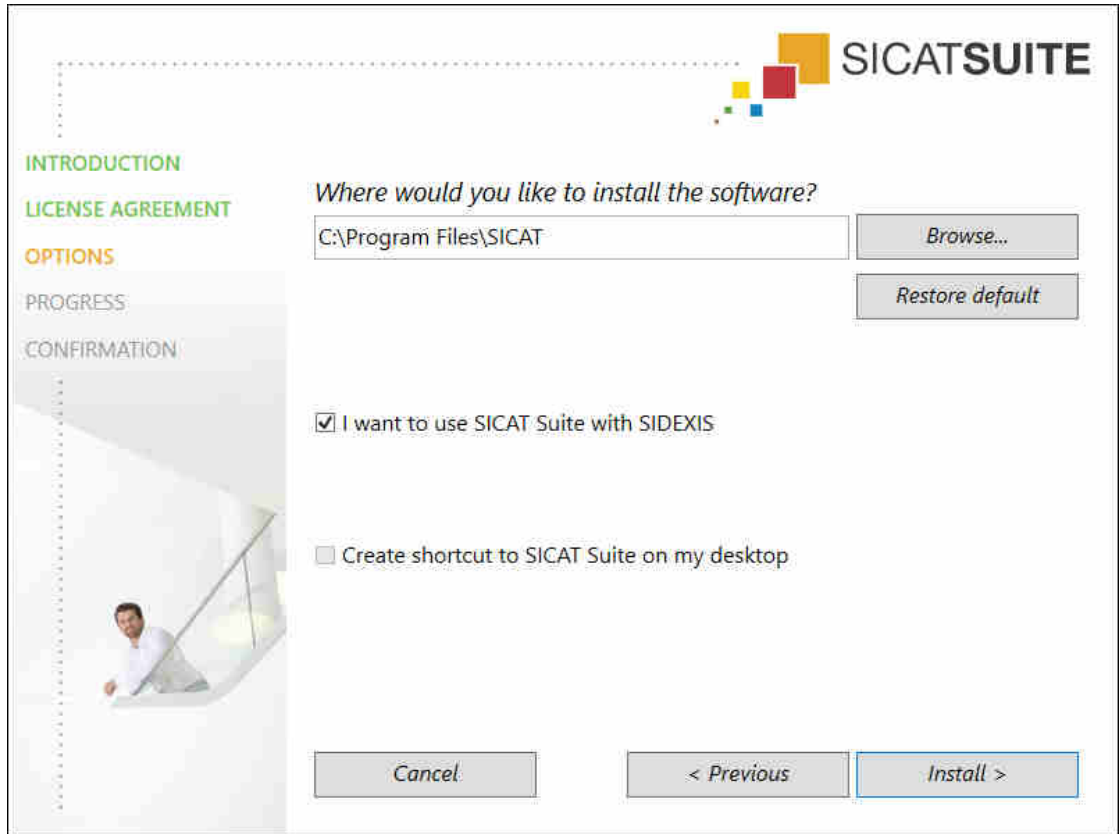 SICATSUITE
INTRODUCTION
LICENSE AGREEMENT
OPTIONS
PROGRESS
CONFIRMATION
Where would you like to install the software?
C:\Program Files\SICAT
Browse...
Restore default
I want to use SICAT Suite with SIDEXIS
Create shortcut to SICAT Suite on my desktop
Cancel
< Previous
Install >